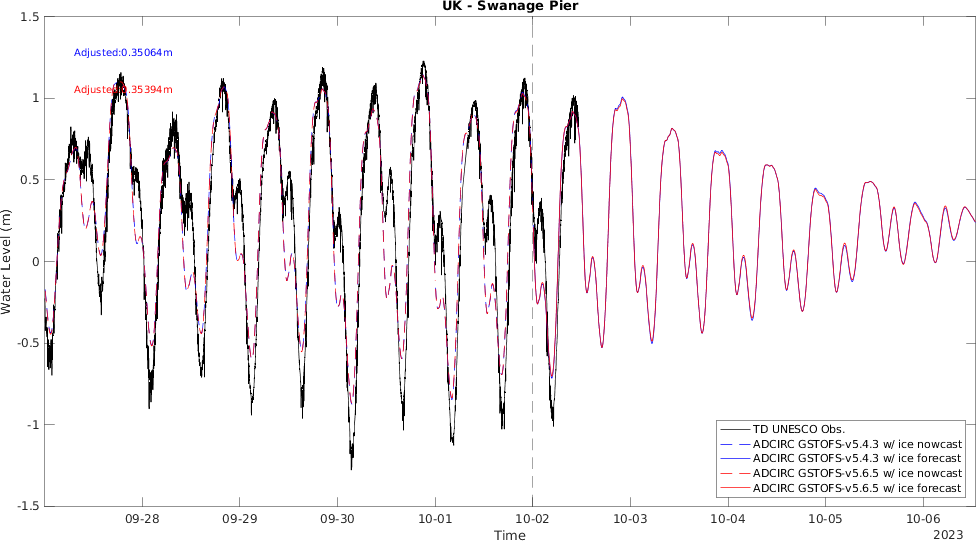 UK - Swanage Pier
1.5
1
0.5
0
-0.5
-1
-1.5
Water Level (m)
Adjusted:0.35064m
Adjusted:0.35394m
TD UNESCO Obs.
ADCIRC GSTOFS-v5.4.3 w/ ice nowcast
ADCIRC GSTOFS-v5.4.3 w/ ice forecast
ADCIRC GSTOFS-v5.6.5 w/ ice nowcast
ADCIRC GSTOFS-v5.6.5 w/ ice forecast
09-28 09-29 09-30 10-01 10-02 10-03 10-04 10-05 10-06
Time
2023